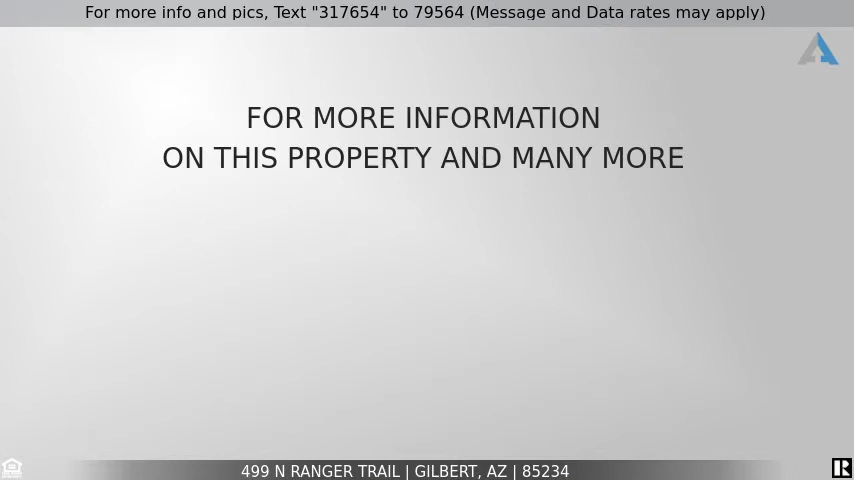 For more info and pics, Text "317654" to 79564 (Message and Data rates may apply)
FOR MORE INFORMATION
ON THIS PROPERTY AND MANY MORE
499 N RANGER TRAIL | GILBERT, AZ | 85234